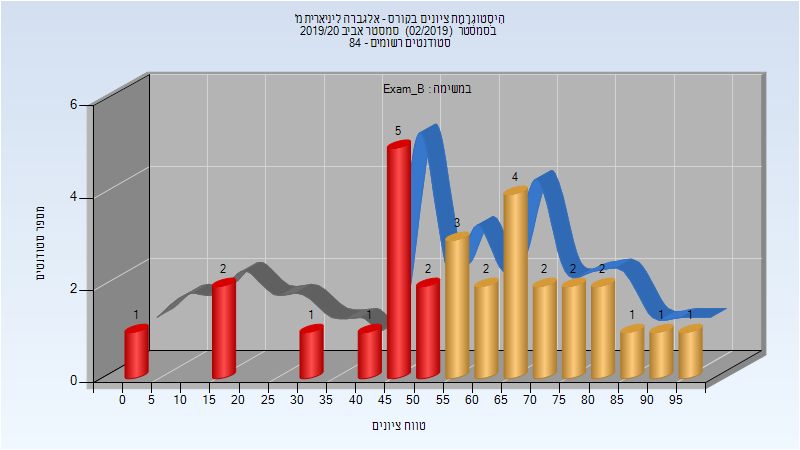 היסטוגרמת ציונים בקורס - אלגברה ליניארית מ'
בסמסטר (02/2019) סמסטר אביב 2019/20
סטודנטים רשומים - 84
במשימה : Exam_B
מספר סטודנטים
6
4
2
0
1
2
1
1
5
2
3
2
4
2
2
2
1
1
1
0 5 10 15 20 25 30 35 40 45 50 55 60 65 70 75 80 85 90 95
טווח ציונים